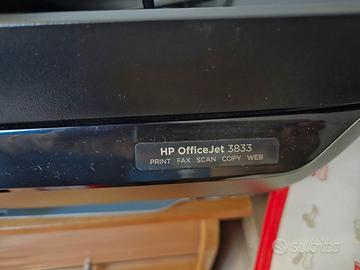 HP OfficeJet 3833
PRINT FAX SCAN COPY WEB
subito